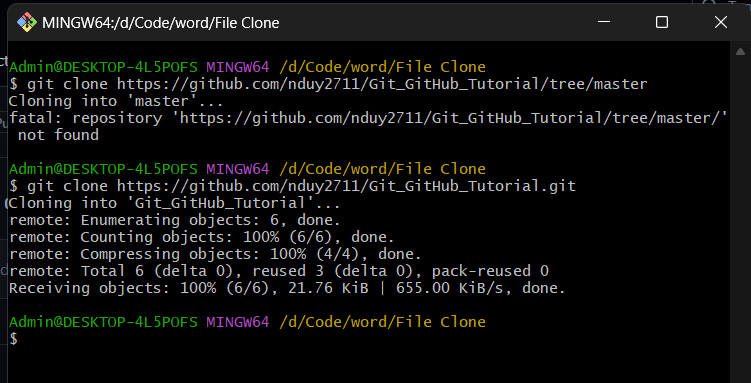 MINGW64:/d/Code/word/File Clone
Admin@DESKTOP-4L5POFS MINGW64 /d/Code/word/File Clone
$ git clone https://github.com/nduy2711/Git_GitHub_Tutorial/tree/master
Cloning into 'master'...
fatal: repository 'https://github.com/nduy2711/Git_GitHub_Tutorial/tree/master/'
not found
Admin@DESKTOP-4L5POFS MINGW64 /d/Code/word/File Clone
$ git clone https://github.com/nduy2711/Git_GitHub_Tutorial.git
Cloning into 'Git_GitHub_Tutorial'...
remote: Enumerating objects: 6, done.
remote: Counting objects: 100% (6/6), done.
remote: Compressing objects: 100% (4/4), done.
remote: Total 6 (delta 0), reused 3 (delta 0), pack-reused 0
Receiving objects: 100% (6/6), 21.76 KiB | 655.00 KiB/s, done.
Admin@DESKTOP-4L5POFS MINGW64 /d/Code/word/File Clone
$